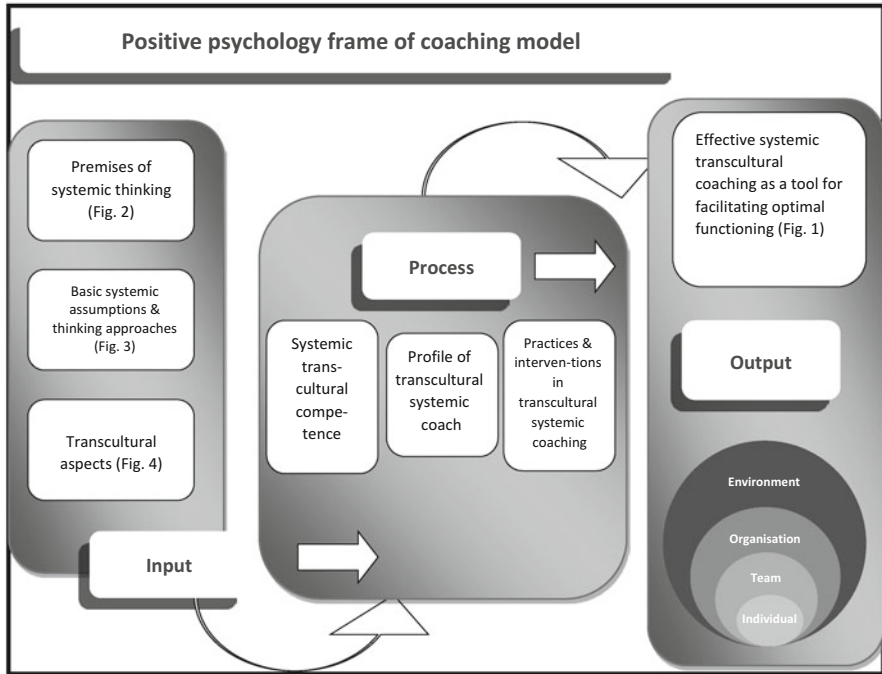 Positive psychology frame of coaching model
Premises of
systemic thinking
(Fig. 2)
Basic systemic
assumptions &
thinking approaches
(Fig. 3)
Transcultural
aspects (Fig. 4)
Input
Process
Systemic
trans-
cultural
compe-
tence
Profile of
transcultural
systemic
coach
Practices &
interven-tions
in
transcultural
systemic
coaching
Effective systemic
transcultural
coaching as a tool for
facilitating optimal
functioning (Fig. 1)
Output
Environment
Organisation
Team
Individual